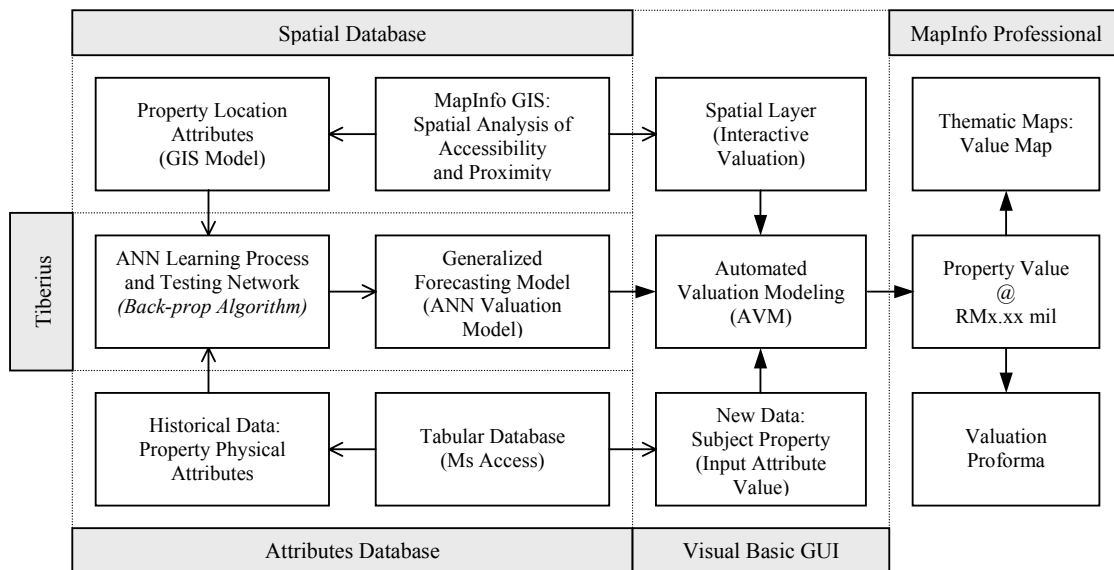 Spatial Database
MapInfo Professional
Property Location
Attributes
(GIS Model)
MapInfo GIS:
Spatial Analysis of
Accessibility
and Proximity
Spatial Layer
(Interactive
Valuation)
Thematic Maps:
Value Map
Tiberius
ANN Learning Process
and Testing Network
(Back-prop Algorithm)
Generalized
Forecasting Model
(ANN Valuation
Model)
Automated
Valuation Modeling
(AVM)
Property Value
@
RMx.xx mil
Historical Data:
Property Physical
Attributes
Tabular Database
(Ms Access)
New Data:
Subject Property
(Input Attribute
Value)
Valuation
Proforma
Attributes Database
Visual Basic GUI